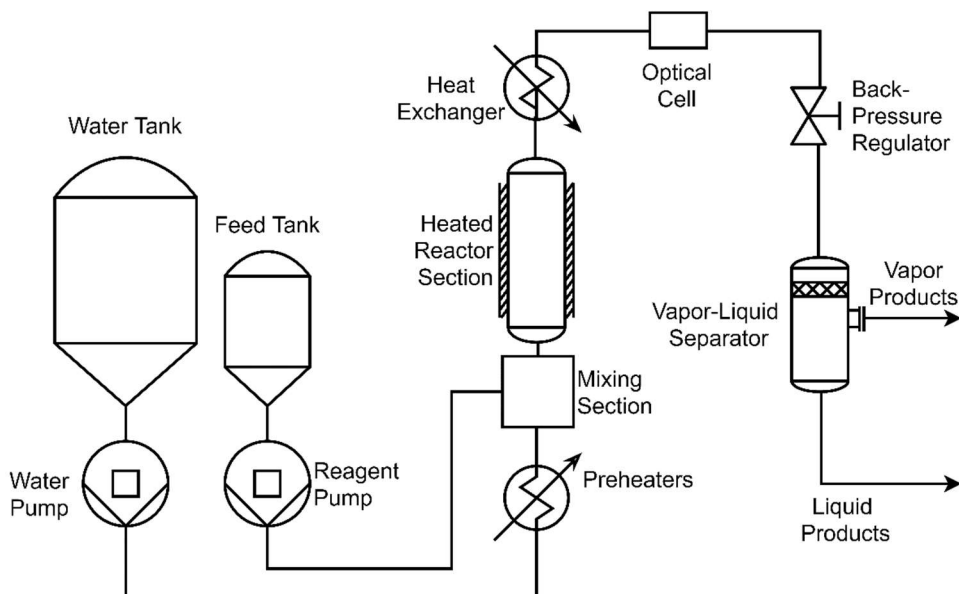 Water Tank
Feed Tank
Water
Pump
Reagent
Pump
Heat
Exchanger
Heated
Reactor
Section
Mixing
Section
Preheaters
Optical
Cell
Back-
Pressure
Regulator
Vapor-Liquid
Separator
Vapor
Products
Liquid
Products